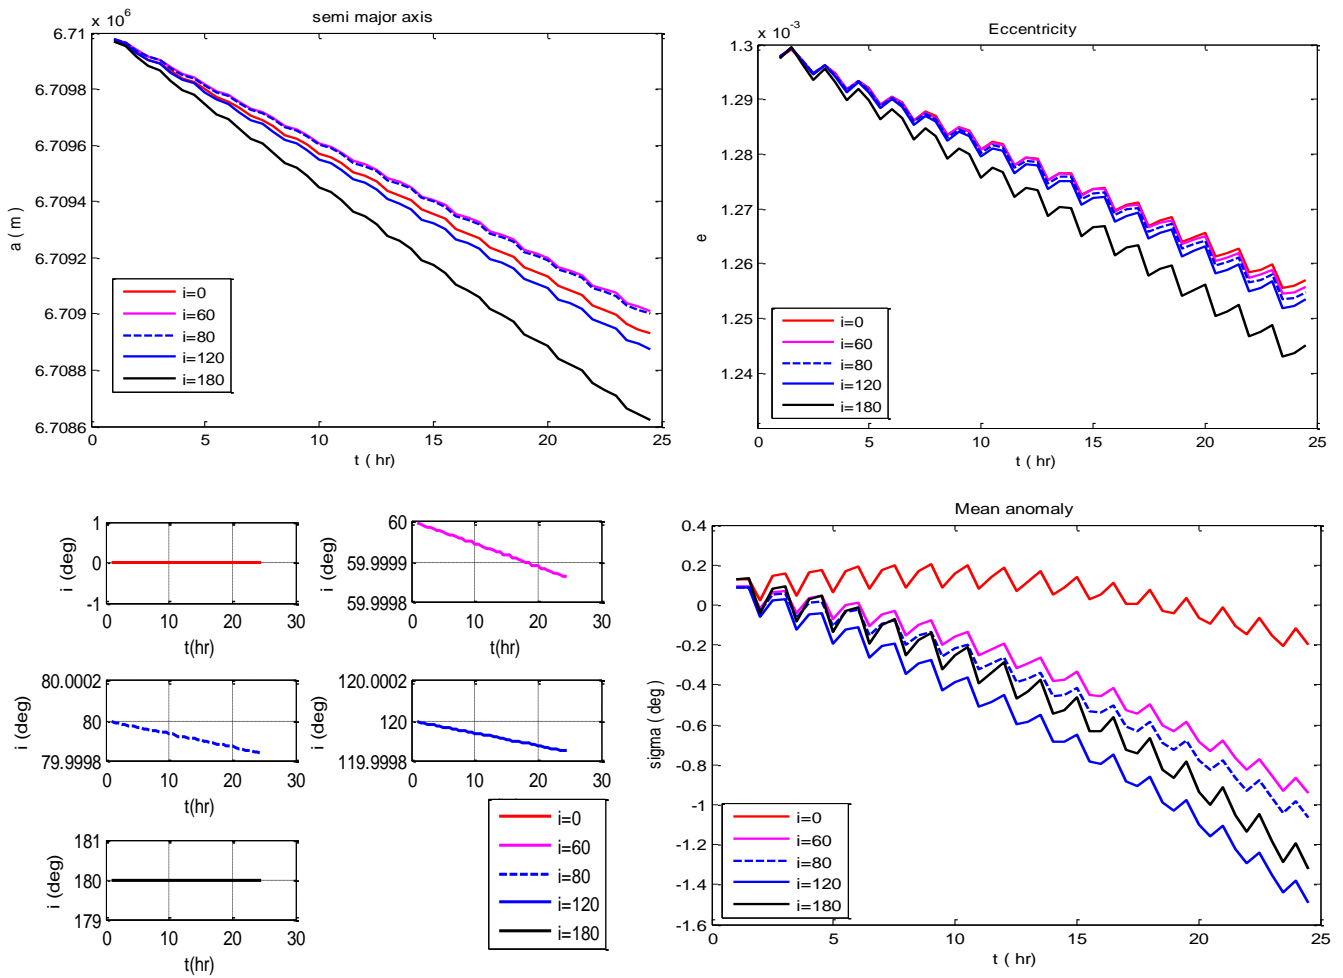 semi major axis
x 10^6
6.71
6.7098
6.7096
6.7094
6.7092
6.709
6.7088
6.7086
a ( m )
0 5 10 15 20 25
t ( hr)
i=0
i=60
i=80
i=120
i=180
Eccentricity
x 10^-3
1.3
1.29
1.28
1.27
1.26
1.25
1.24
e
0 5 10 15 20 25
t ( hr)
i=0
i=60
i=80
i=120
i=180
1
0
-1
i (deg)
0 10 20 30
t(hr)
60
59.9999
59.9998
i (deg)
0 10 20 30
t(hr)
80.0002
80
79.9998
i (deg)
0 10 20 30
t(hr)
120.0002
120
119.9998
i (deg)
0 10 20 30
t(hr)
181
180
179
i (deg)
0 10 20 30
t(hr)
i=0
i=60
i=80
i=120
i=180
Mean anomaly
0.4
0.2
0
-0.2
-0.4
-0.6
-0.8
-1
-1.2
-1.4
-1.6
sigma ( deg )
0 5 10 15 20 25
t ( hr)
i=0
i=60
i=80
i=120
i=180